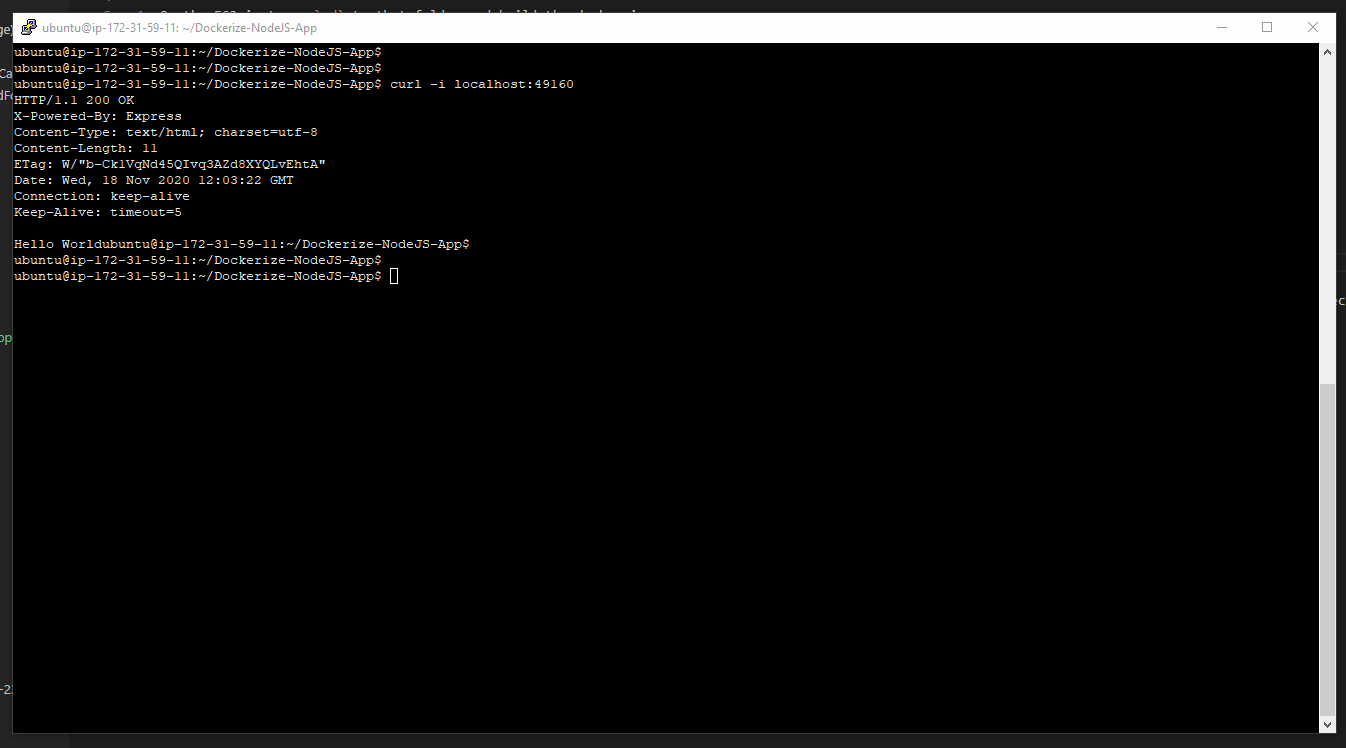 ubuntu@ip-172-31-59-11: ~/Dockerize-NodeJS-App
ubuntu@ip-172-31-59-11:~/Dockerize-NodeJS-App$
ubuntu@ip-172-31-59-11:~/Dockerize-NodeJS-App$
ubuntu@ip-172-31-59-11:~/Dockerize-NodeJS-App$ curl -i localhost:49160
HTTP/1.1 200 OK
X-Powered-By: Express
Content-Type: text/html; charset=utf-8
Content-Length: 11
ETag: W/"b-Ck1VqNd45QIvq3AZd8XYQLvEhtA"
Date: Wed, 18 Nov 2020 12:03:22 GMT
Connection: keep-alive
Keep-Alive: timeout=5

Hello Worldubuntu@ip-172-31-59-11:~/Dockerize-NodeJS-App$
ubuntu@ip-172-31-59-11:~/Dockerize-NodeJS-App$
ubuntu@ip-172-31-59-11:~/Dockerize-NodeJS-App$